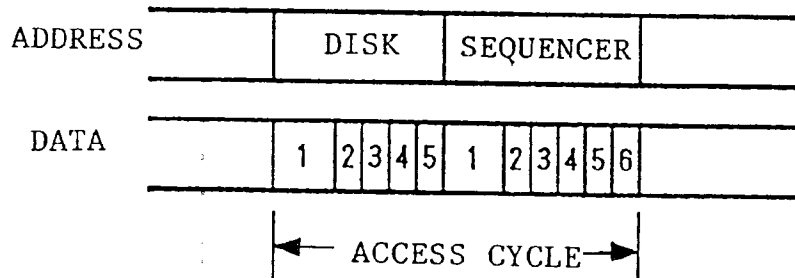 ADDRESS DISK SEQUENCER
DATA 1 2 3 4 5 1 2 3 4 5 6
ACCESS CYCLE